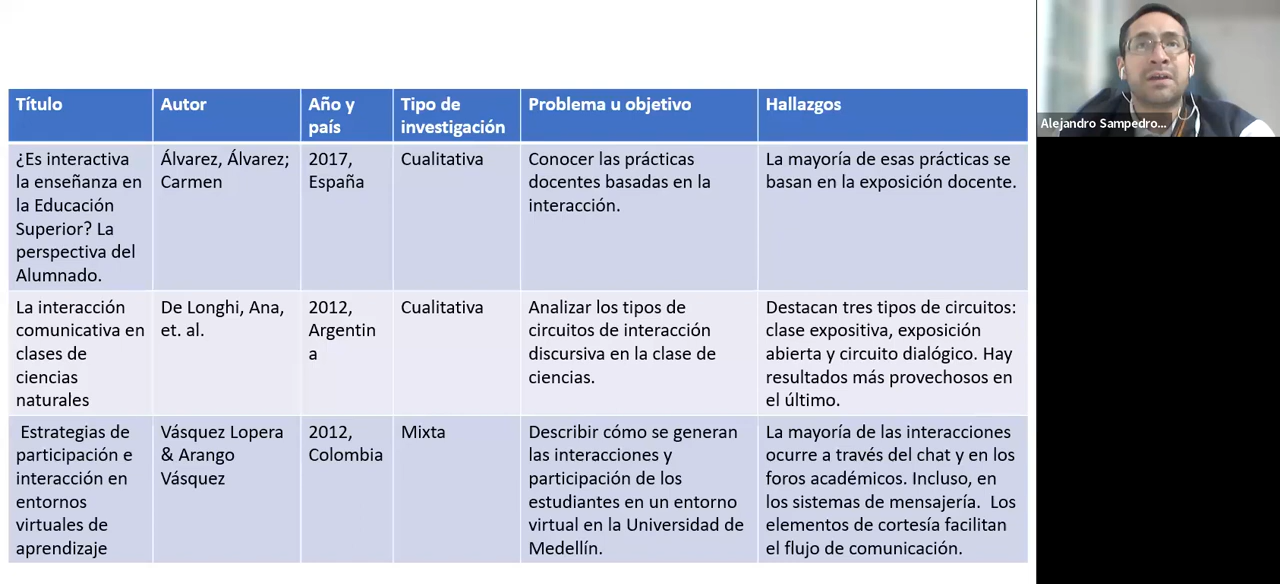 Título
Autor
Año y
país
Tipo de
investigación
Problema u objetivo
Hallazgos
¿Es interactiva
la enseñanza en
la Educación
Superior? La
perspectiva del
Alumnado.
Álvarez, Álvarez;
Carmen
2017,
España
Cualitativa
Conocer las prácticas
docentes basadas en la
interacción.
La mayoría de esas prácticas se
basan en la exposición docente.
La interacción
comunicativa en
clases de
ciencias
naturales
De Longhi, Ana,
et. al.
2012,
Argentin
a
Cualitativa
Analizar los tipos de
circuitos de interacción
discursiva en la clase de
ciencias.
Destacan tres tipos de circuitos:
clase expositiva, exposición
abierta y circuito dialógico. Hay
resultados más provechosos en
el último.
Estrategias de
participación e
interacción en
entornos
virtuales de
aprendizaje
Vásquez Lopera
& Arango
Vásquez
2012,
Colombia
Mixta
Describir cómo se generan
las interacciones y
participación de los
estudiantes en un entorno
virtual en la Universidad de
Medellín.
La mayoría de las interacciones
ocurre a través del chat y en los
foros académicos. Incluso, en
los sistemas de mensajería. Los
elementos de cortesía facilitan
el flujo de comunicación.
Alejandro Sampedro...